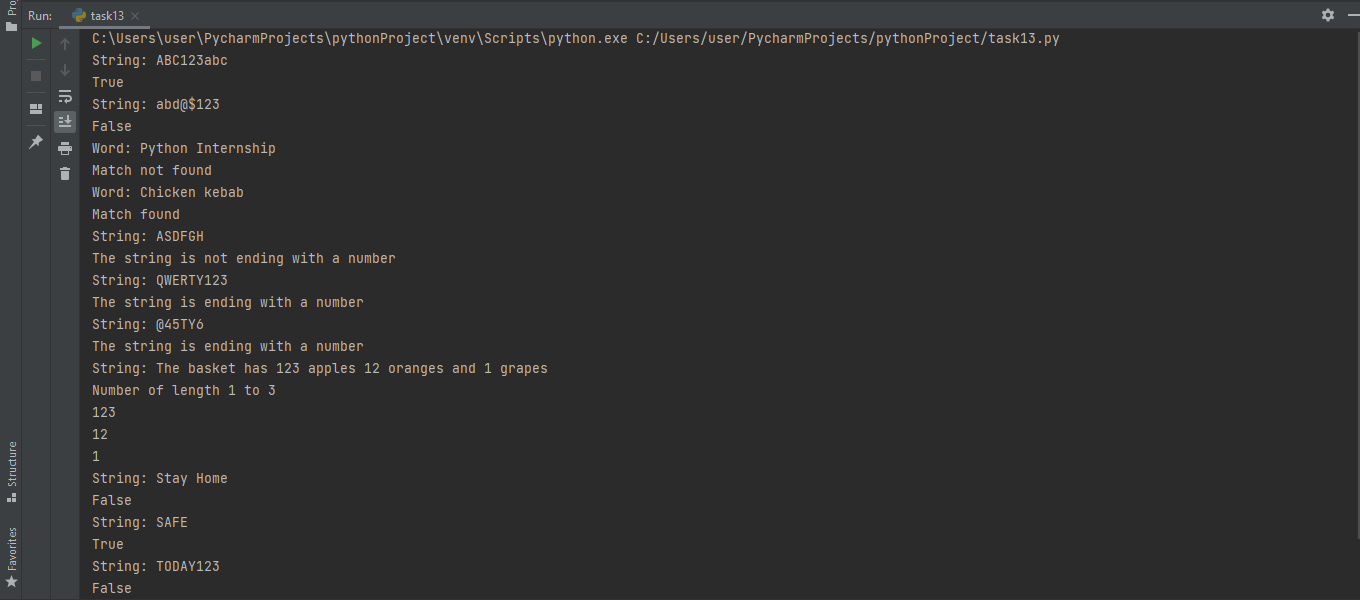 Pro
Run: task13
C:\Users\user\PycharmProjects\pythonProject\venv\Scripts\python.exe C:/Users/user/PycharmProjects/pythonProject/task13.py
String: ABC123abc
True
String: abd@$123
False
Word: Python Internship
Match not found
Word: Chicken kebab
Match found
String: ASDFGH
The string is not ending with a number
String: QWERTY123
The string is ending with a number
String: @45TY6
The string is ending with a number
String: The basket has 123 apples 12 oranges and 1 grapes
Number of length 1 to 3
123
12
1
String: Stay Home
False
String: SAFE
True
String: TODAY123
False
Structure
Favorites